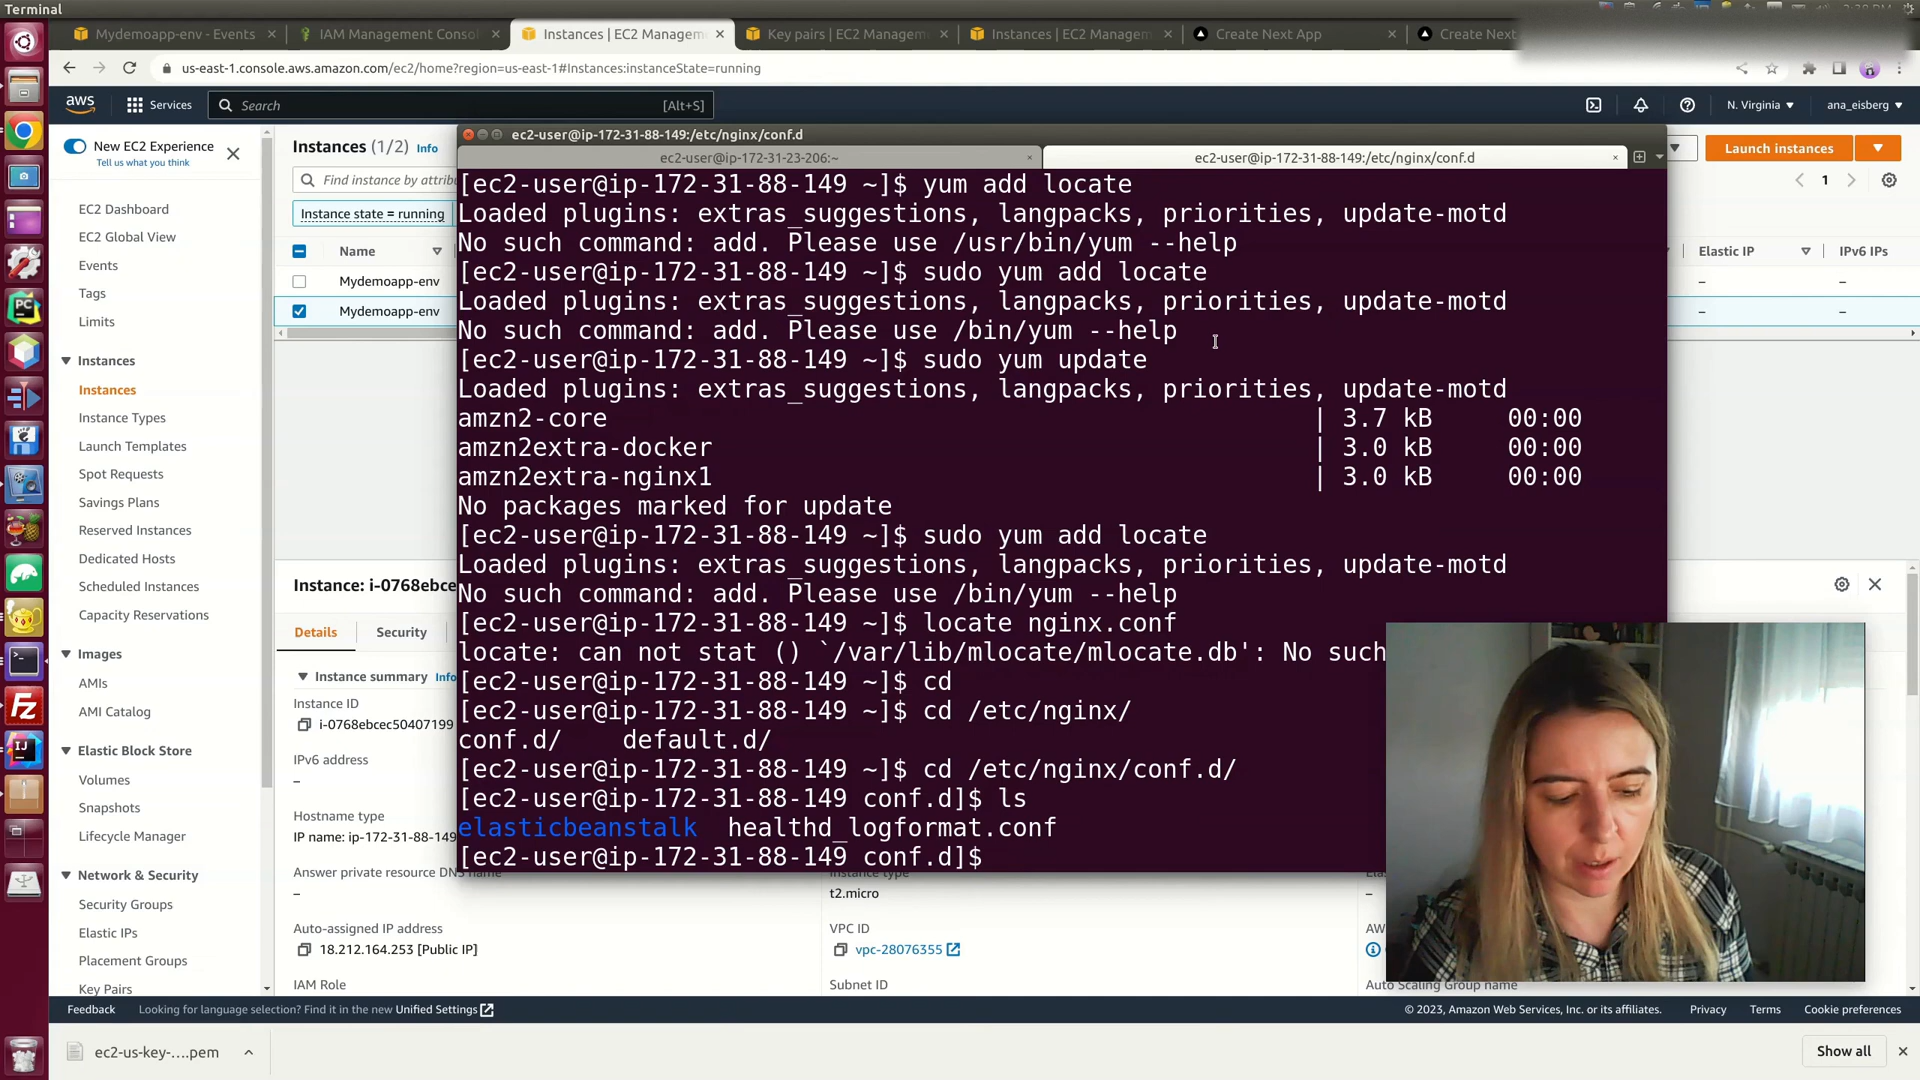 Terminal
Mydemoapp-env - Events
IAM Management Conso
Instances | EC2 Managem
Key pairs | EC2 Managem
Instances | EC2 Managem
Create Next App
Create Next
us-east-1.console.aws.amazon.com/ec2/home?region=us-east-1#Instances:instanceState=running
aws
Services
Search
[Alt+S]
N. Virginia
ana_eisberg
New EC2 Experience
Tell us what you think
EC2 Dashboard
EC2 Global View
Events
Tags
Limits
Instances
Instances
Instance Types
Launch Templates
Spot Requests
Savings Plans
Reserved Instances
Dedicated Hosts
Scheduled Instances
Capacity Reservations
Images
AMIs
AMI Catalog
Elastic Block Store
Volumes
Snapshots
Lifecycle Manager
Network & Security
Security Groups
Elastic IPs
Placement Groups
Key Pairs
Instances (1/2) Info
Launch instances
Find instance by attribu
1
Instance state = running
Name
Elastic IP
IPv6 IPs
Mydemoapp-env
–
–
Mydemoapp-env
–
–
ec2-user@ip-172-31-88-149:/etc/nginx/conf.d
ec2-user@ip-172-31-23-206:~
ec2-user@ip-172-31-88-149:/etc/nginx/conf.d
[ec2-user@ip-172-31-88-149 ~]$ yum add locate
Loaded plugins: extras_suggestions, langpacks, priorities, update-motd
No such command: add. Please use /usr/bin/yum --help
[ec2-user@ip-172-31-88-149 ~]$ sudo yum add locate
Loaded plugins: extras_suggestions, langpacks, priorities, update-motd
No such command: add. Please use /bin/yum --help
[ec2-user@ip-172-31-88-149 ~]$ sudo yum update
Loaded plugins: extras_suggestions, langpacks, priorities, update-motd
amzn2-core | 3.7 kB 00:00
amzn2extra-docker | 3.0 kB 00:00
amzn2extra-nginx1 | 3.0 kB 00:00
No packages marked for update
[ec2-user@ip-172-31-88-149 ~]$ sudo yum add locate
Loaded plugins: extras_suggestions, langpacks, priorities, update-motd
No such command: add. Please use /bin/yum --help
[ec2-user@ip-172-31-88-149 ~]$ locate nginx.conf
locate: can not stat () `/var/lib/mlocate/mlocate.db': No such
[ec2-user@ip-172-31-88-149 ~]$ cd
[ec2-user@ip-172-31-88-149 ~]$ cd /etc/nginx/
conf.d/ default.d/
[ec2-user@ip-172-31-88-149 ~]$ cd /etc/nginx/conf.d/
[ec2-user@ip-172-31-88-149 conf.d]$ ls
elasticbeanstalk healthd_logformat.conf
[ec2-user@ip-172-31-88-149 conf.d]$
Instance: i-0768ebce
Details
Security
Instance summary Info
Instance ID
i-0768ebcec50407199
IPv6 address
–
Hostname type
IP name: ip-172-31-88-149
Answer private resource DNS name
–
Instance type
t2.micro
–
Auto-assigned IP address
18.212.164.253 [Public IP]
VPC ID
vpc-28076355
AW
IAM Role
Subnet ID
Auto Scaling Group name
Feedback
Looking for language selection? Find it in the new Unified Settings
© 2023, Amazon Web Services, Inc. or its affiliates.
Privacy
Terms
Cookie preferences
ec2-us-key-....pem
Show all